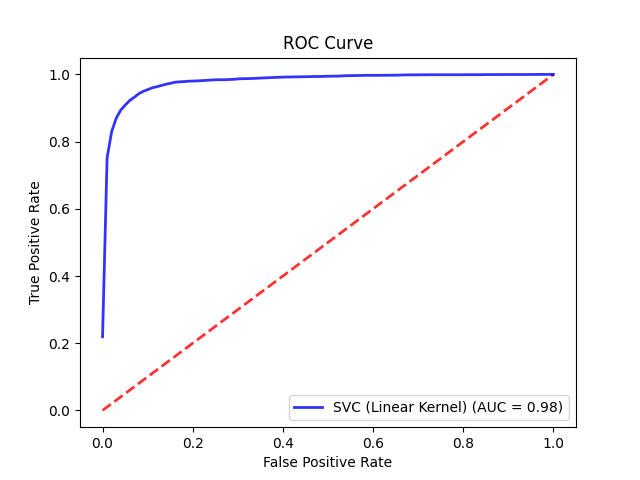 ROC Curve
True Positive Rate
1.0
0.8
0.6
0.4
0.2
0.0
SVC (Linear Kernel) (AUC = 0.98)
0.0 0.2 0.4 0.6 0.8 1.0
False Positive Rate